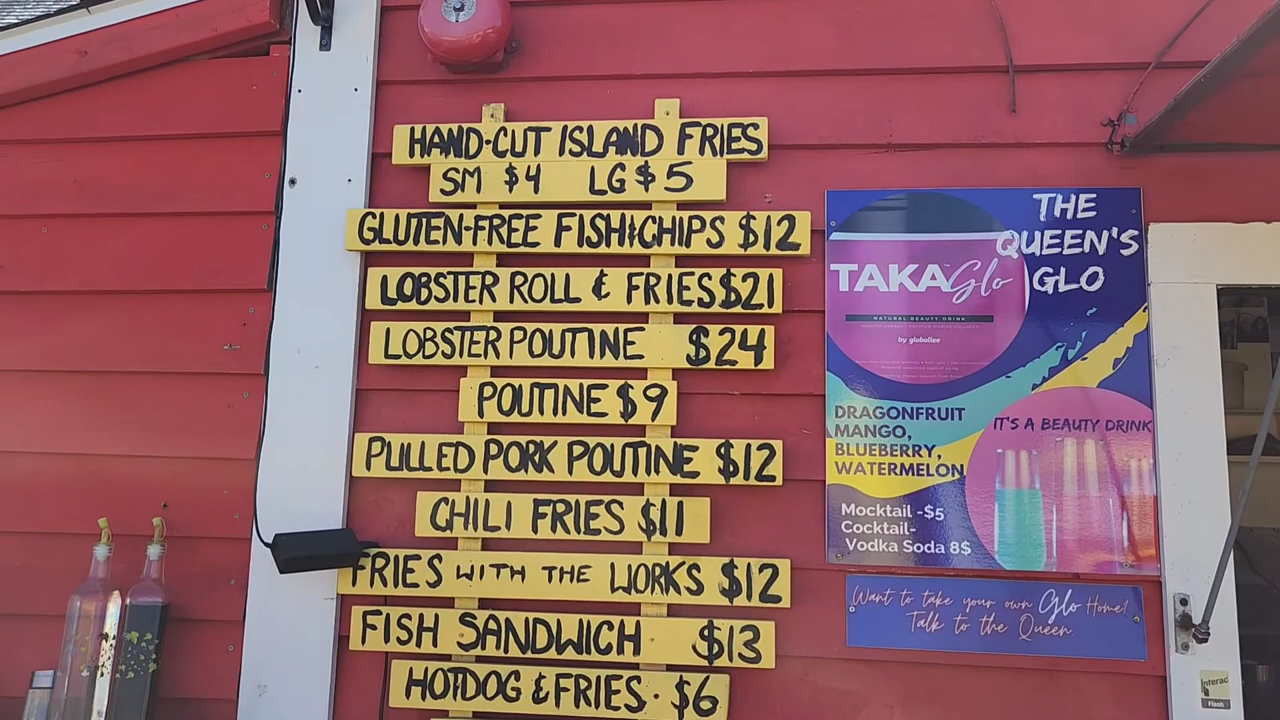 HAND-CUT ISLAND FRIES
SM $4 LG $5
GLUTEN-FREE FISH & CHIPS $12
LOBSTER ROLL & FRIES $21
LOBSTER POUTINE $24
POUTINE $9
PULLED PORK POUTINE $12
CHILI FRIES $11
FRIES WITH THE WORKS $12
FISH SANDWICH $13
HOTDOG & FRIES · $6
THE
QUEEN'S
GLO
TAKA Glo
NATURAL BEAUTY DRINK
by globallee
DRAGONFRUIT
MANGO,
BLUEBERRY,
WATERMELON
IT'S A BEAUTY DRINK
Mocktail -$5
Cocktail-
Vodka Soda 8$
Want to take your own Glo Home?
Talk to the Queen
Interac
Flash